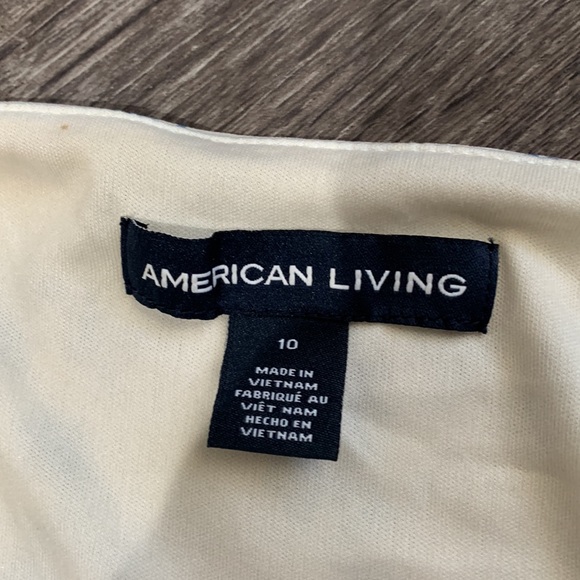 AMERICAN LIVING
10
MADE IN
VIETNAM
FABRIQUÉ AU
VIÊT NAM
HECHO EN
VIETNAM